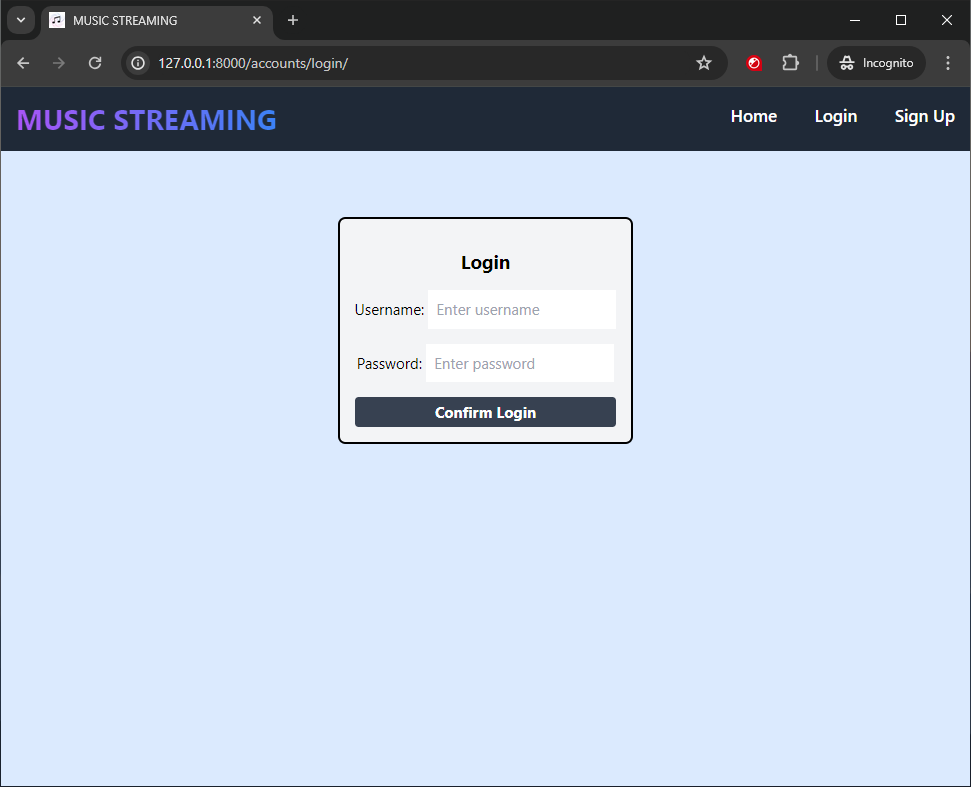 MUSIC STREAMING
127.0.0.1:8000/accounts/login/
Incognito
MUSIC STREAMING Home Login Sign Up
Login
Username: Enter username
Password: Enter password
Confirm Login